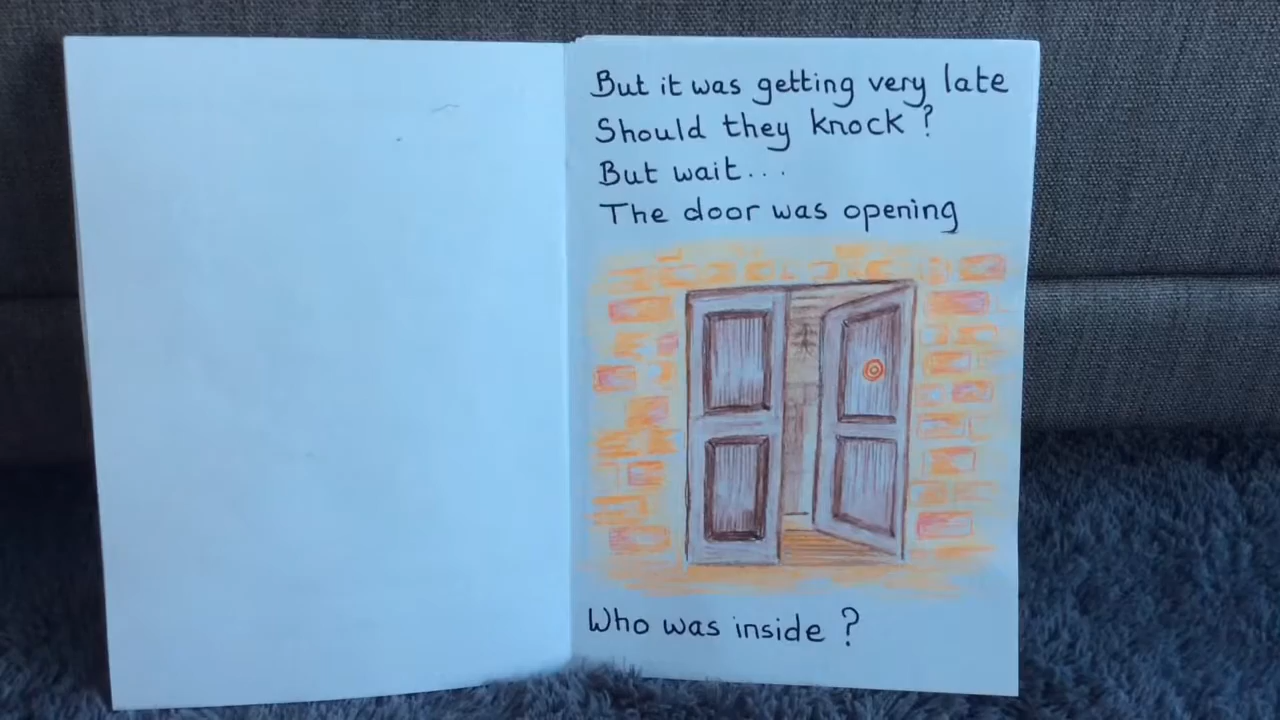 But it was getting very late
Should they knock ?
But wait...
The door was opening
Who was inside ?